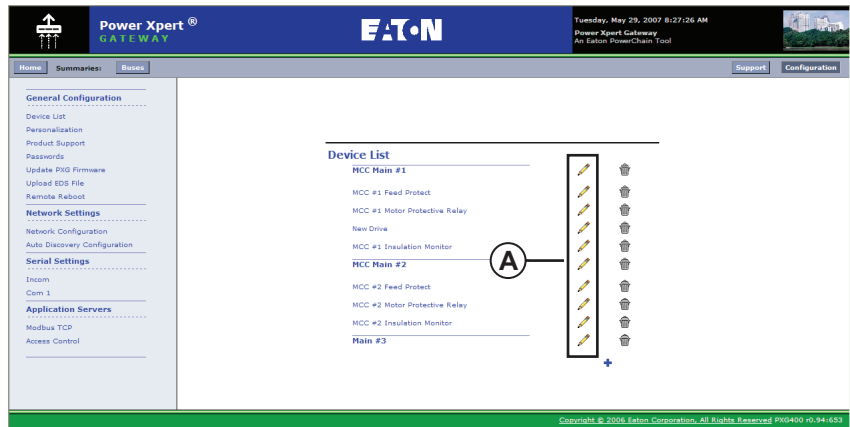 Power Xpert ®
GATEWAY
EATON
Tuesday, May 29, 2007 8:27:26 AM
Power Xpert Gateway
An Eaton PowerChain Tool
Home Summaries: Buses Support Configuration
General Configuration
Device List
Personalization
Product Support
Passwords
Update PXG Firmware
Upload EDS File
Remote Reboot
Network Settings
Network Configuration
Auto Discovery Configuration
Serial Settings
Incom
Com 1
Application Servers
Modbus TCP
Access Control
Device List
MCC Main #1
MCC #1 Feed Protect
MCC #1 Motor Protective Relay
New Drive
MCC #1 Insulation Monitor
A
MCC Main #2
MCC #2 Feed Protect
MCC #2 Motor Protective Relay
MCC #2 Insulation Monitor
Main #3
Copyright © 2006 Eaton Corporation, All Rights Reserved PXG400 r0.94:653